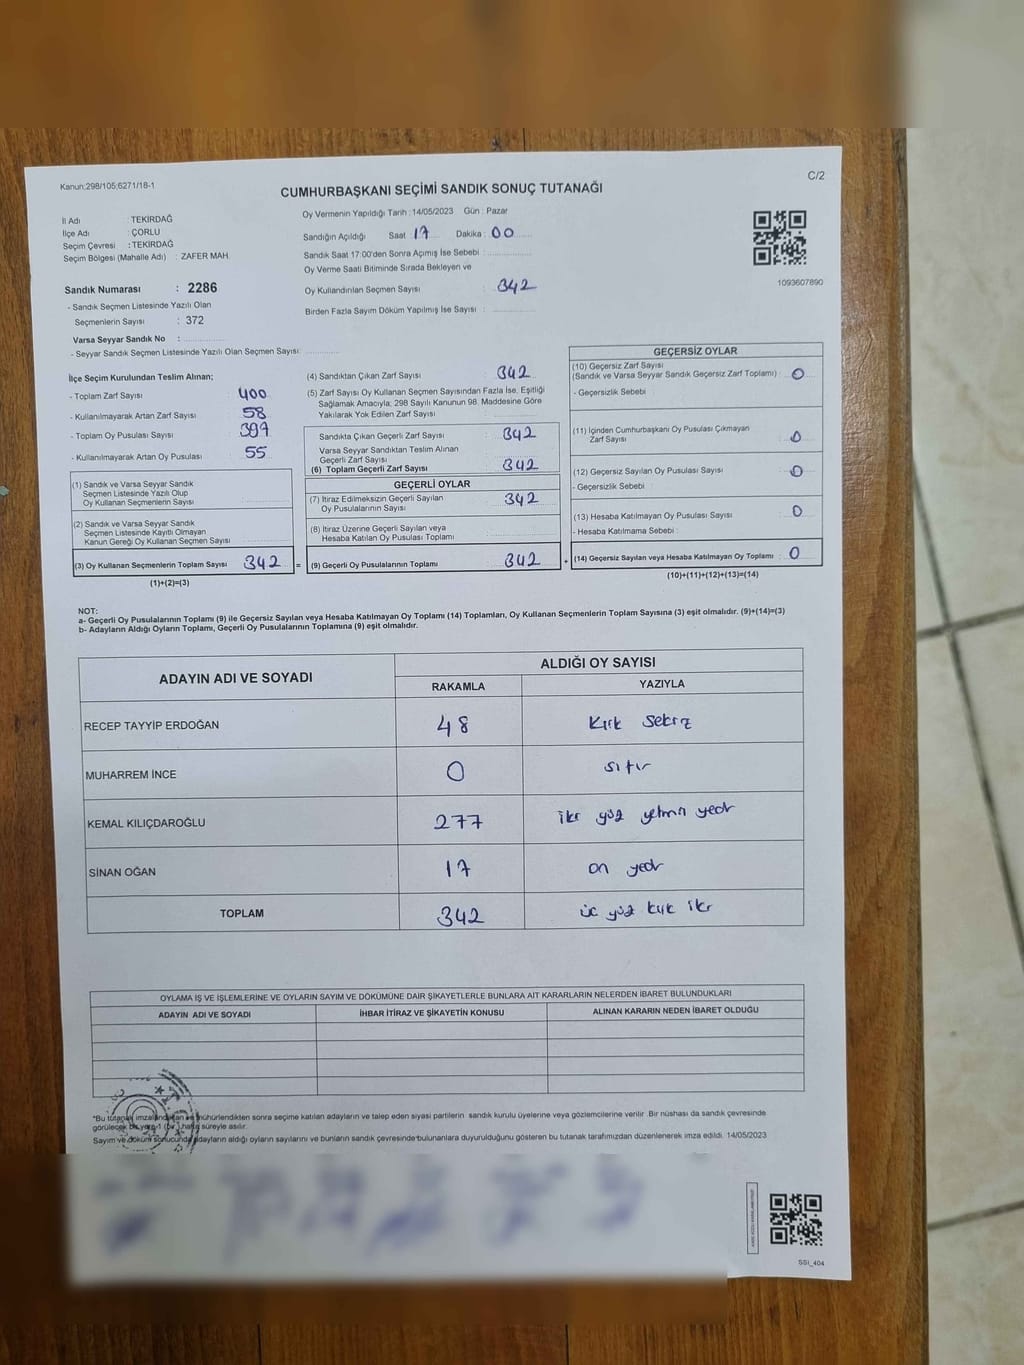 Kanun;298/105;6271/18-1
C/2
CUMHURBAŞKANI SEÇİMİ SANDIK SONUÇ TUTANAĞI
İl Adı : TEKİRDAĞ
İlçe Adı : ÇORLU
Seçim Çevresi : TEKİRDAĞ
Seçim Bölgesi (Mahalle Adı) : ZAFER MAH.
Sandık Numarası : 2286
- Sandık Seçmen Listesinde Yazılı Olan
Seçmenlerin Sayısı : 372
Varsa Seyyar Sandık No :
- Seyyar Sandık Seçmen Listesinde Yazılı Olan Seçmen Sayısı:
Oy Vermenin Yapıldığı Tarih : 14/05/2023 Gün : Pazar
Sandığın Açıldığı Saat 17 Dakika : 00
Sandık Saat 17:00'den Sonra Açmış İse Sebebi :
Oy Verme Saati Bitiminde Sırada Bekleyen ve
Oy Kullandırılan Seçmen Sayısı : 342
Birden Fazla Sayım Döküm Yapılmış İse Sayısı :
1093607890
İlçe Seçim Kurulundan Teslim Alınan;
- Toplam Zarf Sayısı : 400
- Kullanılmayarak Artan Zarf Sayısı : 58
- Toplam Oy Pusulası Sayısı : 397
- Kullanılmayarak Artan Oy Pusulası : 55
(1) Sandık ve Varsa Seyyar Sandık
Seçmen Listesinde Yazılı Olup
Oy Kullanan Seçmenlerin Sayısı
(2) Sandık ve Varsa Seyyar Sandık
Seçmen Listesinde Kayıtlı Olmayan
Kanun Gereği Oy Kullanan Seçmen Sayısı
(3) Oy Kullanan Seçmenlerin Toplam Sayısı 342 =
(1)+(2)=(3)
(4) Sandıktan Çıkan Zarf Sayısı : 342
(5) Zarf Sayısı Oy Kullanan Seçmen Sayısından Fazla İse, Eşitliği
Sağlamak Amacıyla; 298 Sayılı Kanunun 98. Maddesine Göre
Yakılarak Yok Edilen Zarf Sayısı :
Sandıkta Çıkan Geçerli Zarf Sayısı : 342
Varsa Seyyar Sandıktan Teslim Alınan
Geçerli Zarf Sayısı :
(6) Toplam Geçerli Zarf Sayısı : 342
GEÇERLİ OYLAR
(7) İtiraz Edilmeksizin Geçerli Sayılan
Oy Pusulalarının Sayısı : 342
(8) İtiraz Üzerine Geçerli Sayılan veya
Hesaba Katılan Oy Pusulası Toplamı :
(9) Geçerli Oy Pusulalarının Toplamı : 342 +
GEÇERSİZ OYLAR
(10) Geçersiz Zarf Sayısı
(Sandık ve Varsa Seyyar Sandık Geçersiz Zarf Toplamı) : 0
- Geçersizlik Sebebi :
(11) İçinden Cumhurbaşkanı Oy Pusulası Çıkmayan
Zarf Sayısı : 0
(12) Geçersiz Sayılan Oy Pusulası Sayısı : 0
- Geçersizlik Sebebi :
(13) Hesaba Katılmayan Oy Pusulası Sayısı : 0
- Hesaba Katılmama Sebebi :
(14) Geçersiz Sayılan veya Hesaba Katılmayan Oy Toplamı : 0
(10)+(11)+(12)+(13)=(14)
NOT:
a- Geçerli Oy Pusulalarının Toplamı (9) ile Geçersiz Sayılan veya Hesaba Katılmayan Oy Toplamı (14) Toplamları, Oy Kullanan Seçmenlerin Toplam Sayısına (3) eşit olmalıdır. (9)+(14)=(3)
b- Adayların Aldığı Oyların Toplamı, Geçerli Oy Pusulalarının Toplamına (9) eşit olmalıdır.
ADAYIN ADI VE SOYADI ALDIĞI OY SAYISI
RAKAMLA YAZIYLA
RECEP TAYYİP ERDOĞAN 48 Kırk Sekiz
MUHARREM İNCE 0 sıfır
KEMAL KILIÇDAROĞLU 277 iki yüz yetmiş yedi
SİNAN OĞAN 17 on yedi
TOPLAM 342 üç yüz kırk iki
OYLAMA İŞ VE İŞLEMLERİNE VE OYLARIN SAYIM VE DÖKÜMÜNE DAİR ŞİKAYETLERLE BUNLARA AİT KARARLARIN NELERDEN İBARET BULUNDUKLARI
ADAYIN ADI VE SOYADI İHBAR İTİRAZ VE ŞİKAYETİN KONUSU ALINAN KARARIN NEDEN İBARET OLDUĞU
*Bu tutanak imzalandıktan ve mühürlendikten sonra seçime katılan adayların ve talep eden siyasi partilerin sandık kurulu üyelerine veya gözlemcilerine verilir. Bir nüshası da sandık çevresinde
görülecek bir yere 1 (bir) hafta süreyle asılır.
Sayım ve döküm sonucunda adayların aldığı oyların sayılarını ve bunların sandık çevresinde bulunanlara duyurulduğunu gösteren bu tutanak tarafımızdan düzenlenerek imza edildi. 14/05/2023
SSI_404